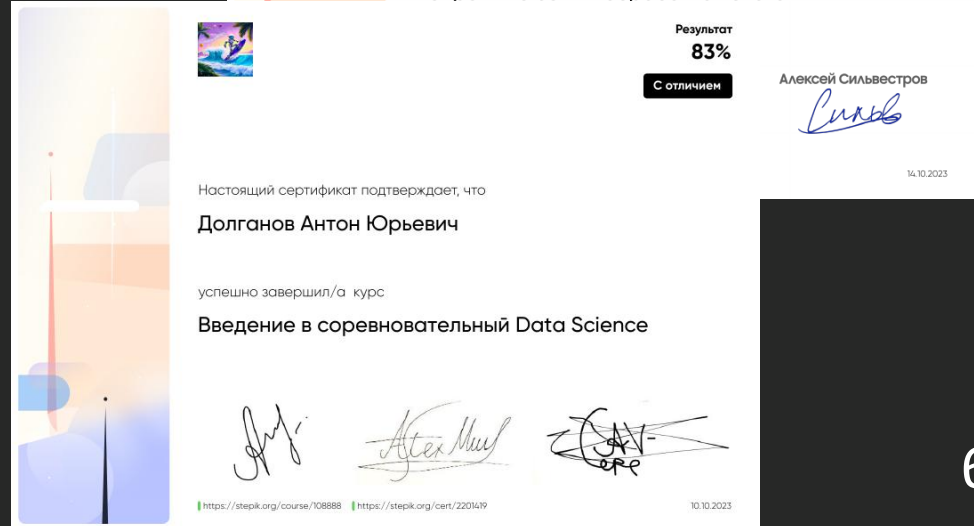 Результат
83%
С отличием
Настоящий сертификат подтверждает, что
Долганов Антон Юрьевич
успешно завершил/а курс
Введение в соревновательный Data Science
https://stepik.org/course/108888
https://stepik.org/cert/2201419
10.10.2023
Алексей Сильвестров
14.10.2023
6